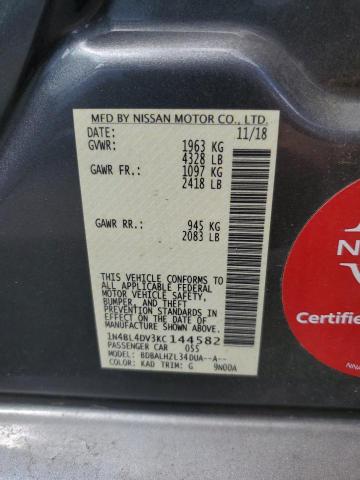 MFD BY NISSAN MOTOR CO., LTD.
DATE: 11/18
GVWR: 1963 KG
4328 LB
GAWR FR.: 1097 KG
2418 LB
GAWR RR.: 945 KG
2083 LB
THIS VEHICLE CONFORMS TO
ALL APPLICABLE FEDERAL
MOTOR VEHICLE SAFETY,
BUMPER, AND THEFT
PREVENTION STANDARDS IN
EFFECT ON THE DATE OF
MANUFACTURE SHOWN ABOVE.
1N4BL4DV3KC 144582
PASSENGER CAR 055
MODEL: BDBALHZL34DUA--A--
COLOR: KAD TRIM: G 9N00A
N
Certifie
NNA